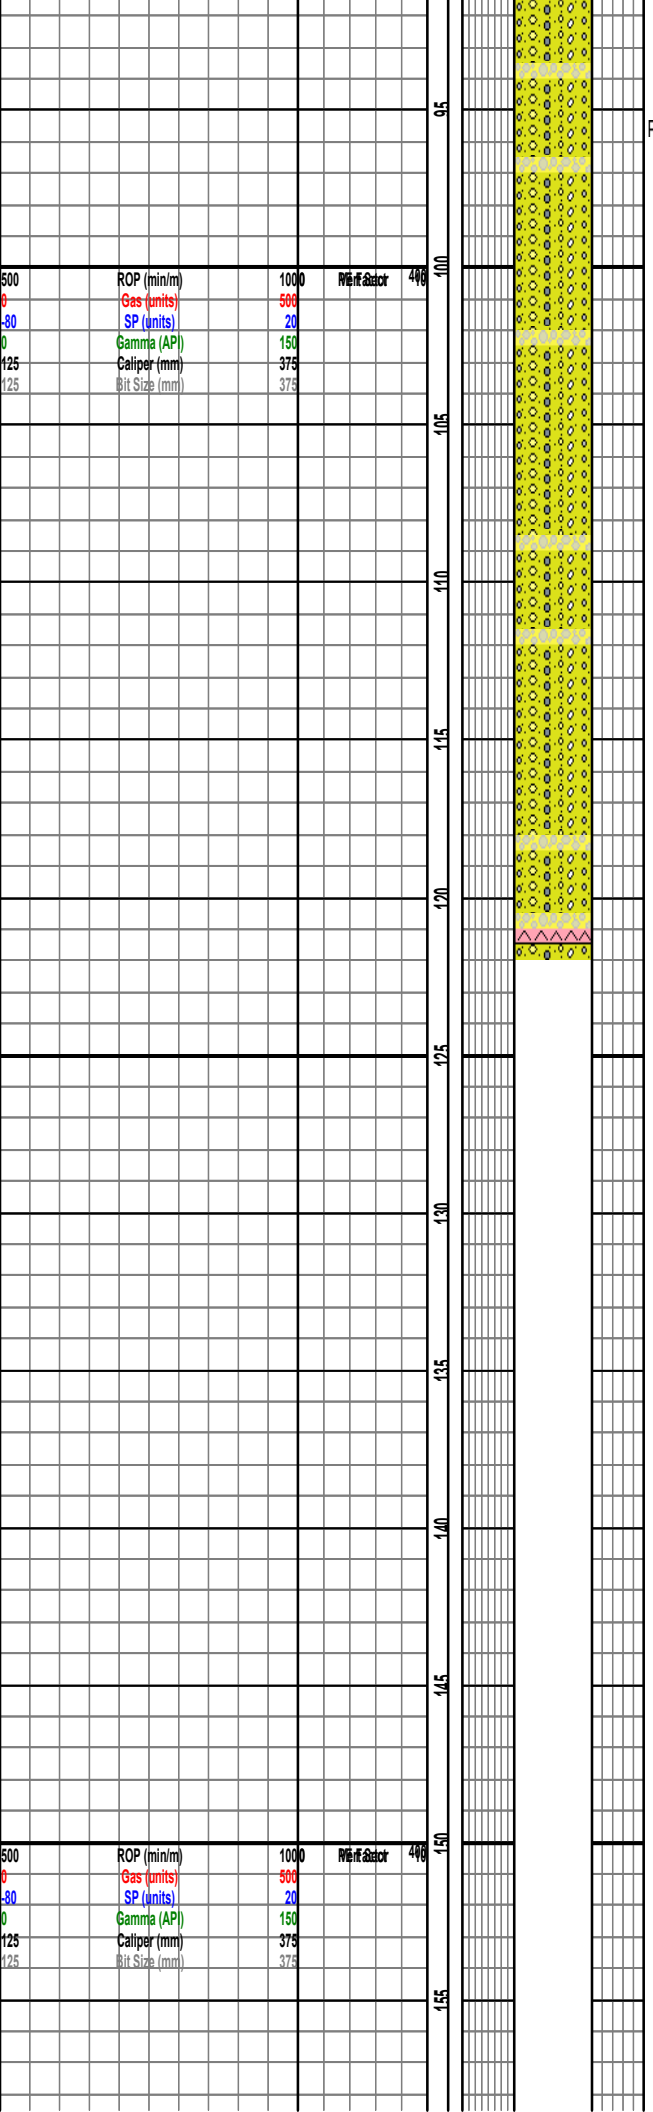 95
F
100
500 ROP (min/m) 1000
0 Gas (units) 500
-80 SP (units) 20
0 Gamma (API) 150
125 Caliper (mm) 375
125 Bit Size (mm) 375
105
110
115
120
125
130
135
140
145
150
500 ROP (min/m) 1000
0 Gas (units) 500
-80 SP (units) 20
0 Gamma (API) 150
125 Caliper (mm) 375
125 Bit Size (mm) 375
155